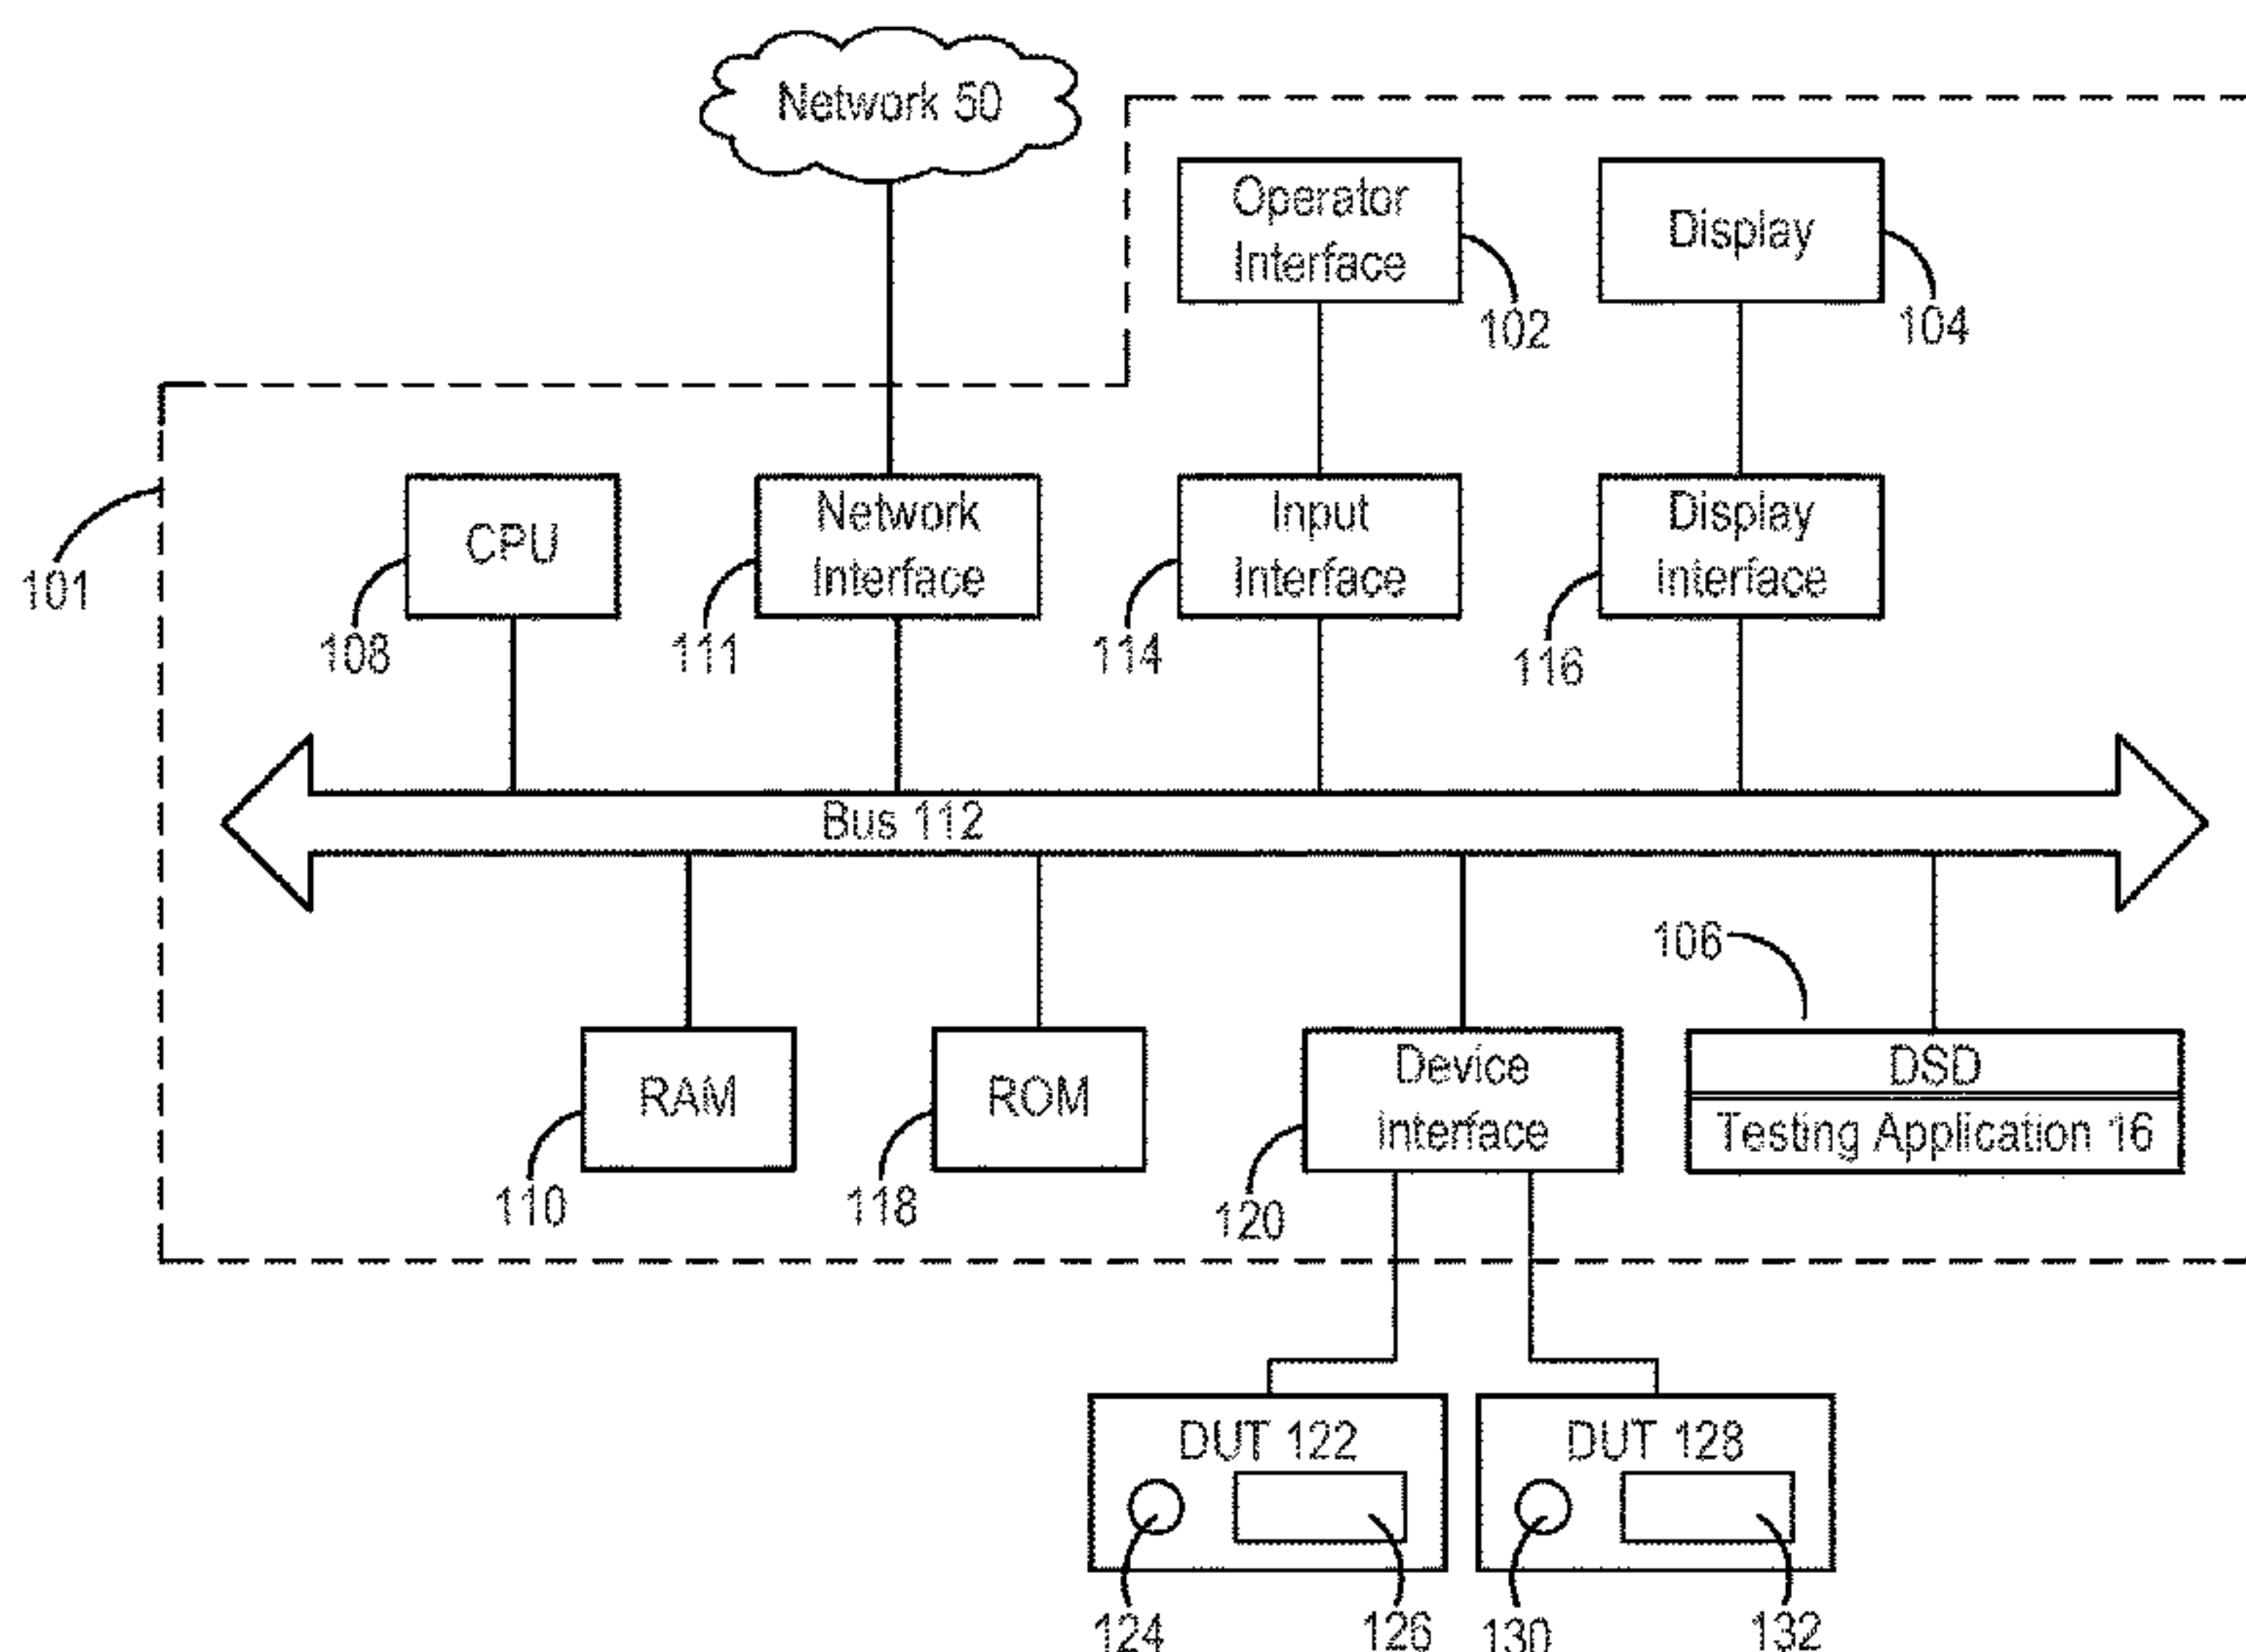 Network 50
Operator
Interface
Display
102
104
CPU
Network
Interface
Input
Interface
Display
Interface
101
108
111
114
116
Bus 112
106
RAM
ROM
Device
Interface
DSD
Testing Application 16
110
118
120
DUT 122
DUT 128
124
126
130
132